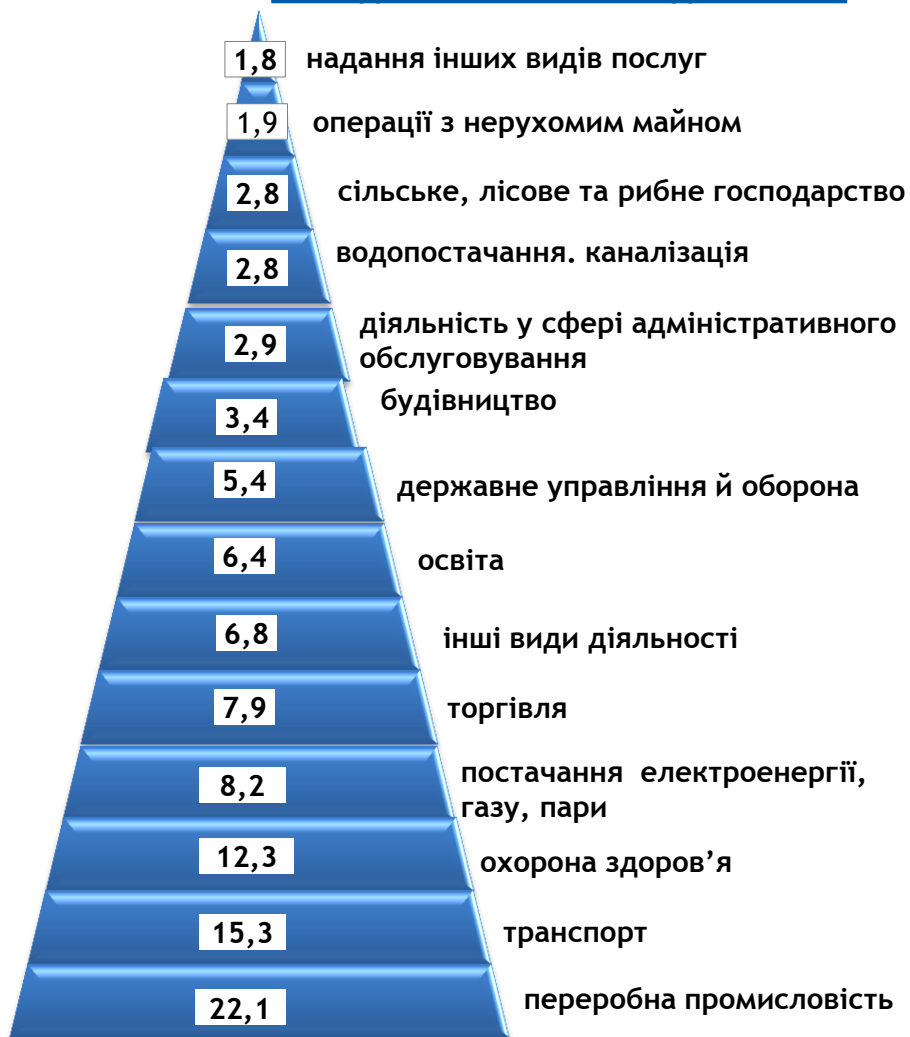 1,8 надання інших видів послуг
1,9 операції з нерухомим майном
2,8 сільське, лісове та рибне господарство
2,8 водопостачання. каналізація
2,9 діяльність у сфері адміністративного
обслуговування
3,4 будівництво
5,4 державне управління й оборона
6,4 освіта
6,8 інші види діяльності
7,9 торгівля
8,2 постачання електроенергії,
газу, пари
12,3 охорона здоров’я
15,3 транспорт
22,1 переробна промисловість